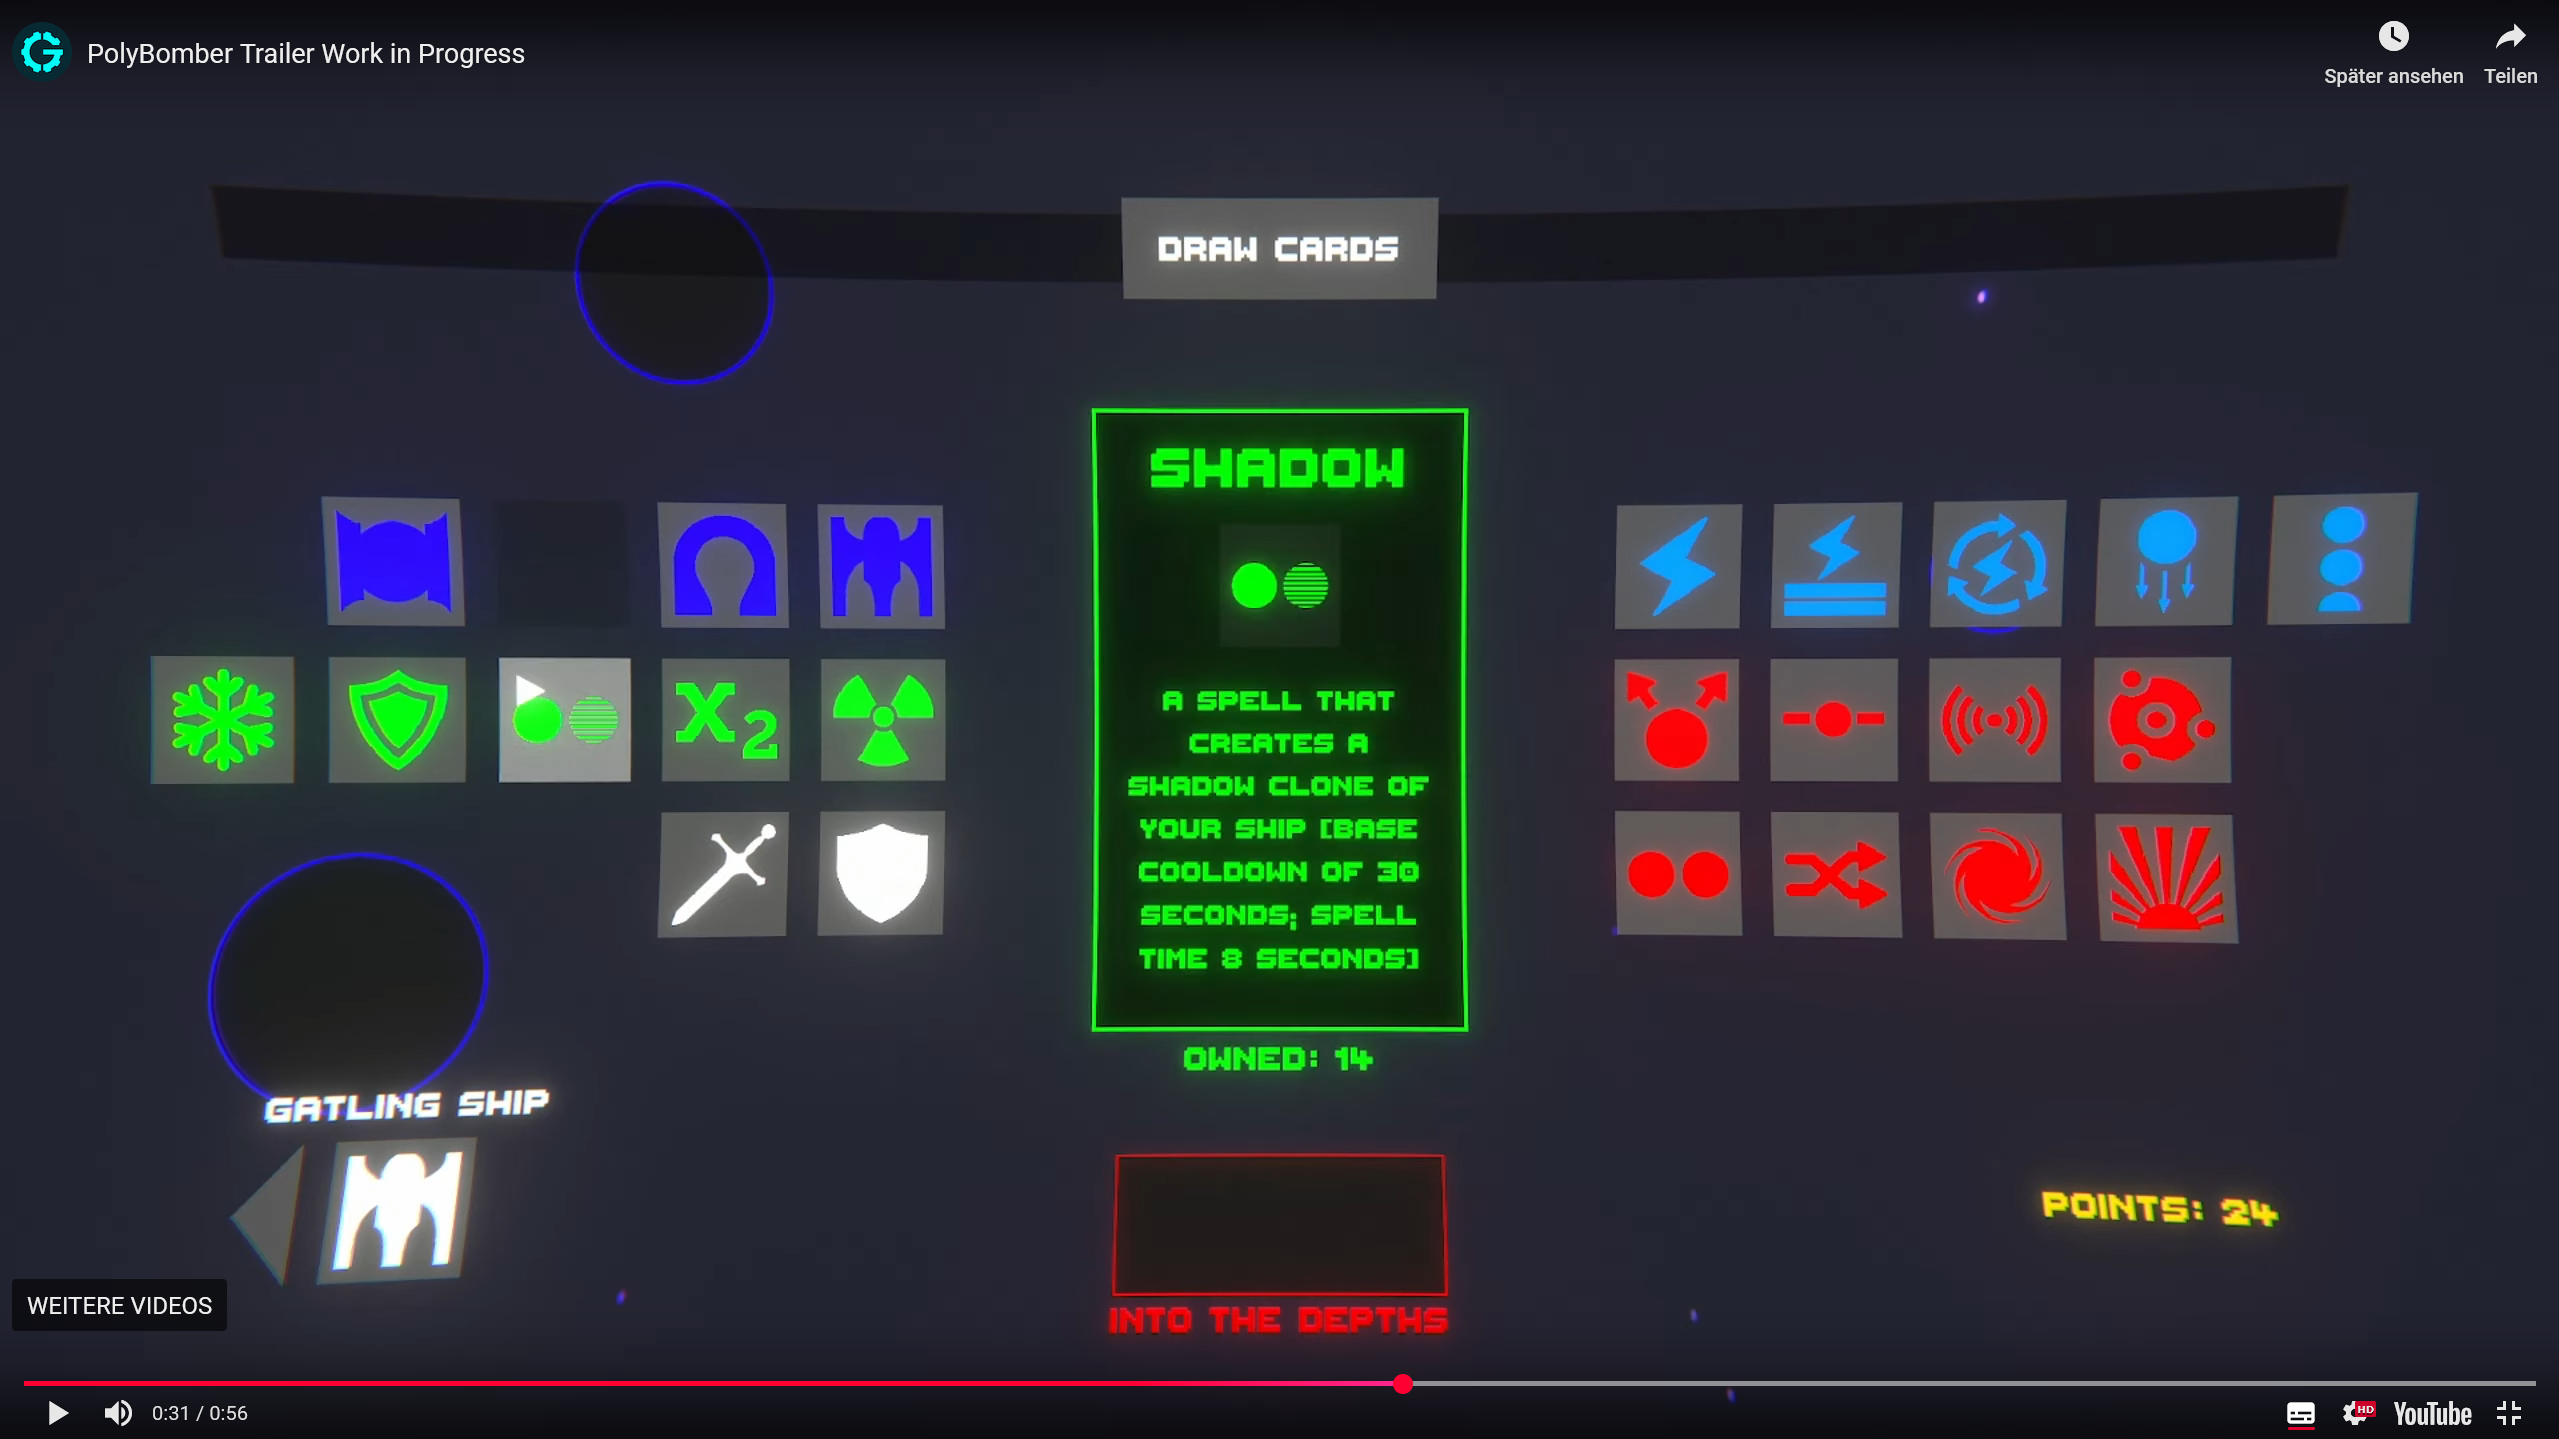 PolyBomber Trailer Work in Progress
Später ansehen
Teilen
DRAW CARDS
SHADOW
A SPELL THAT
CREATES A
SHADOW CLONE OF
YOUR SHIP [BASE
COOLDOWN OF 30
SECONDS; SPELL
TIME 8 SECONDS]
OWNED: 14
X2
GATLING SHIP
POINTS: 24
INTO THE DEPTHS
WEITERE VIDEOS
0:31 / 0:56
HD
YouTube